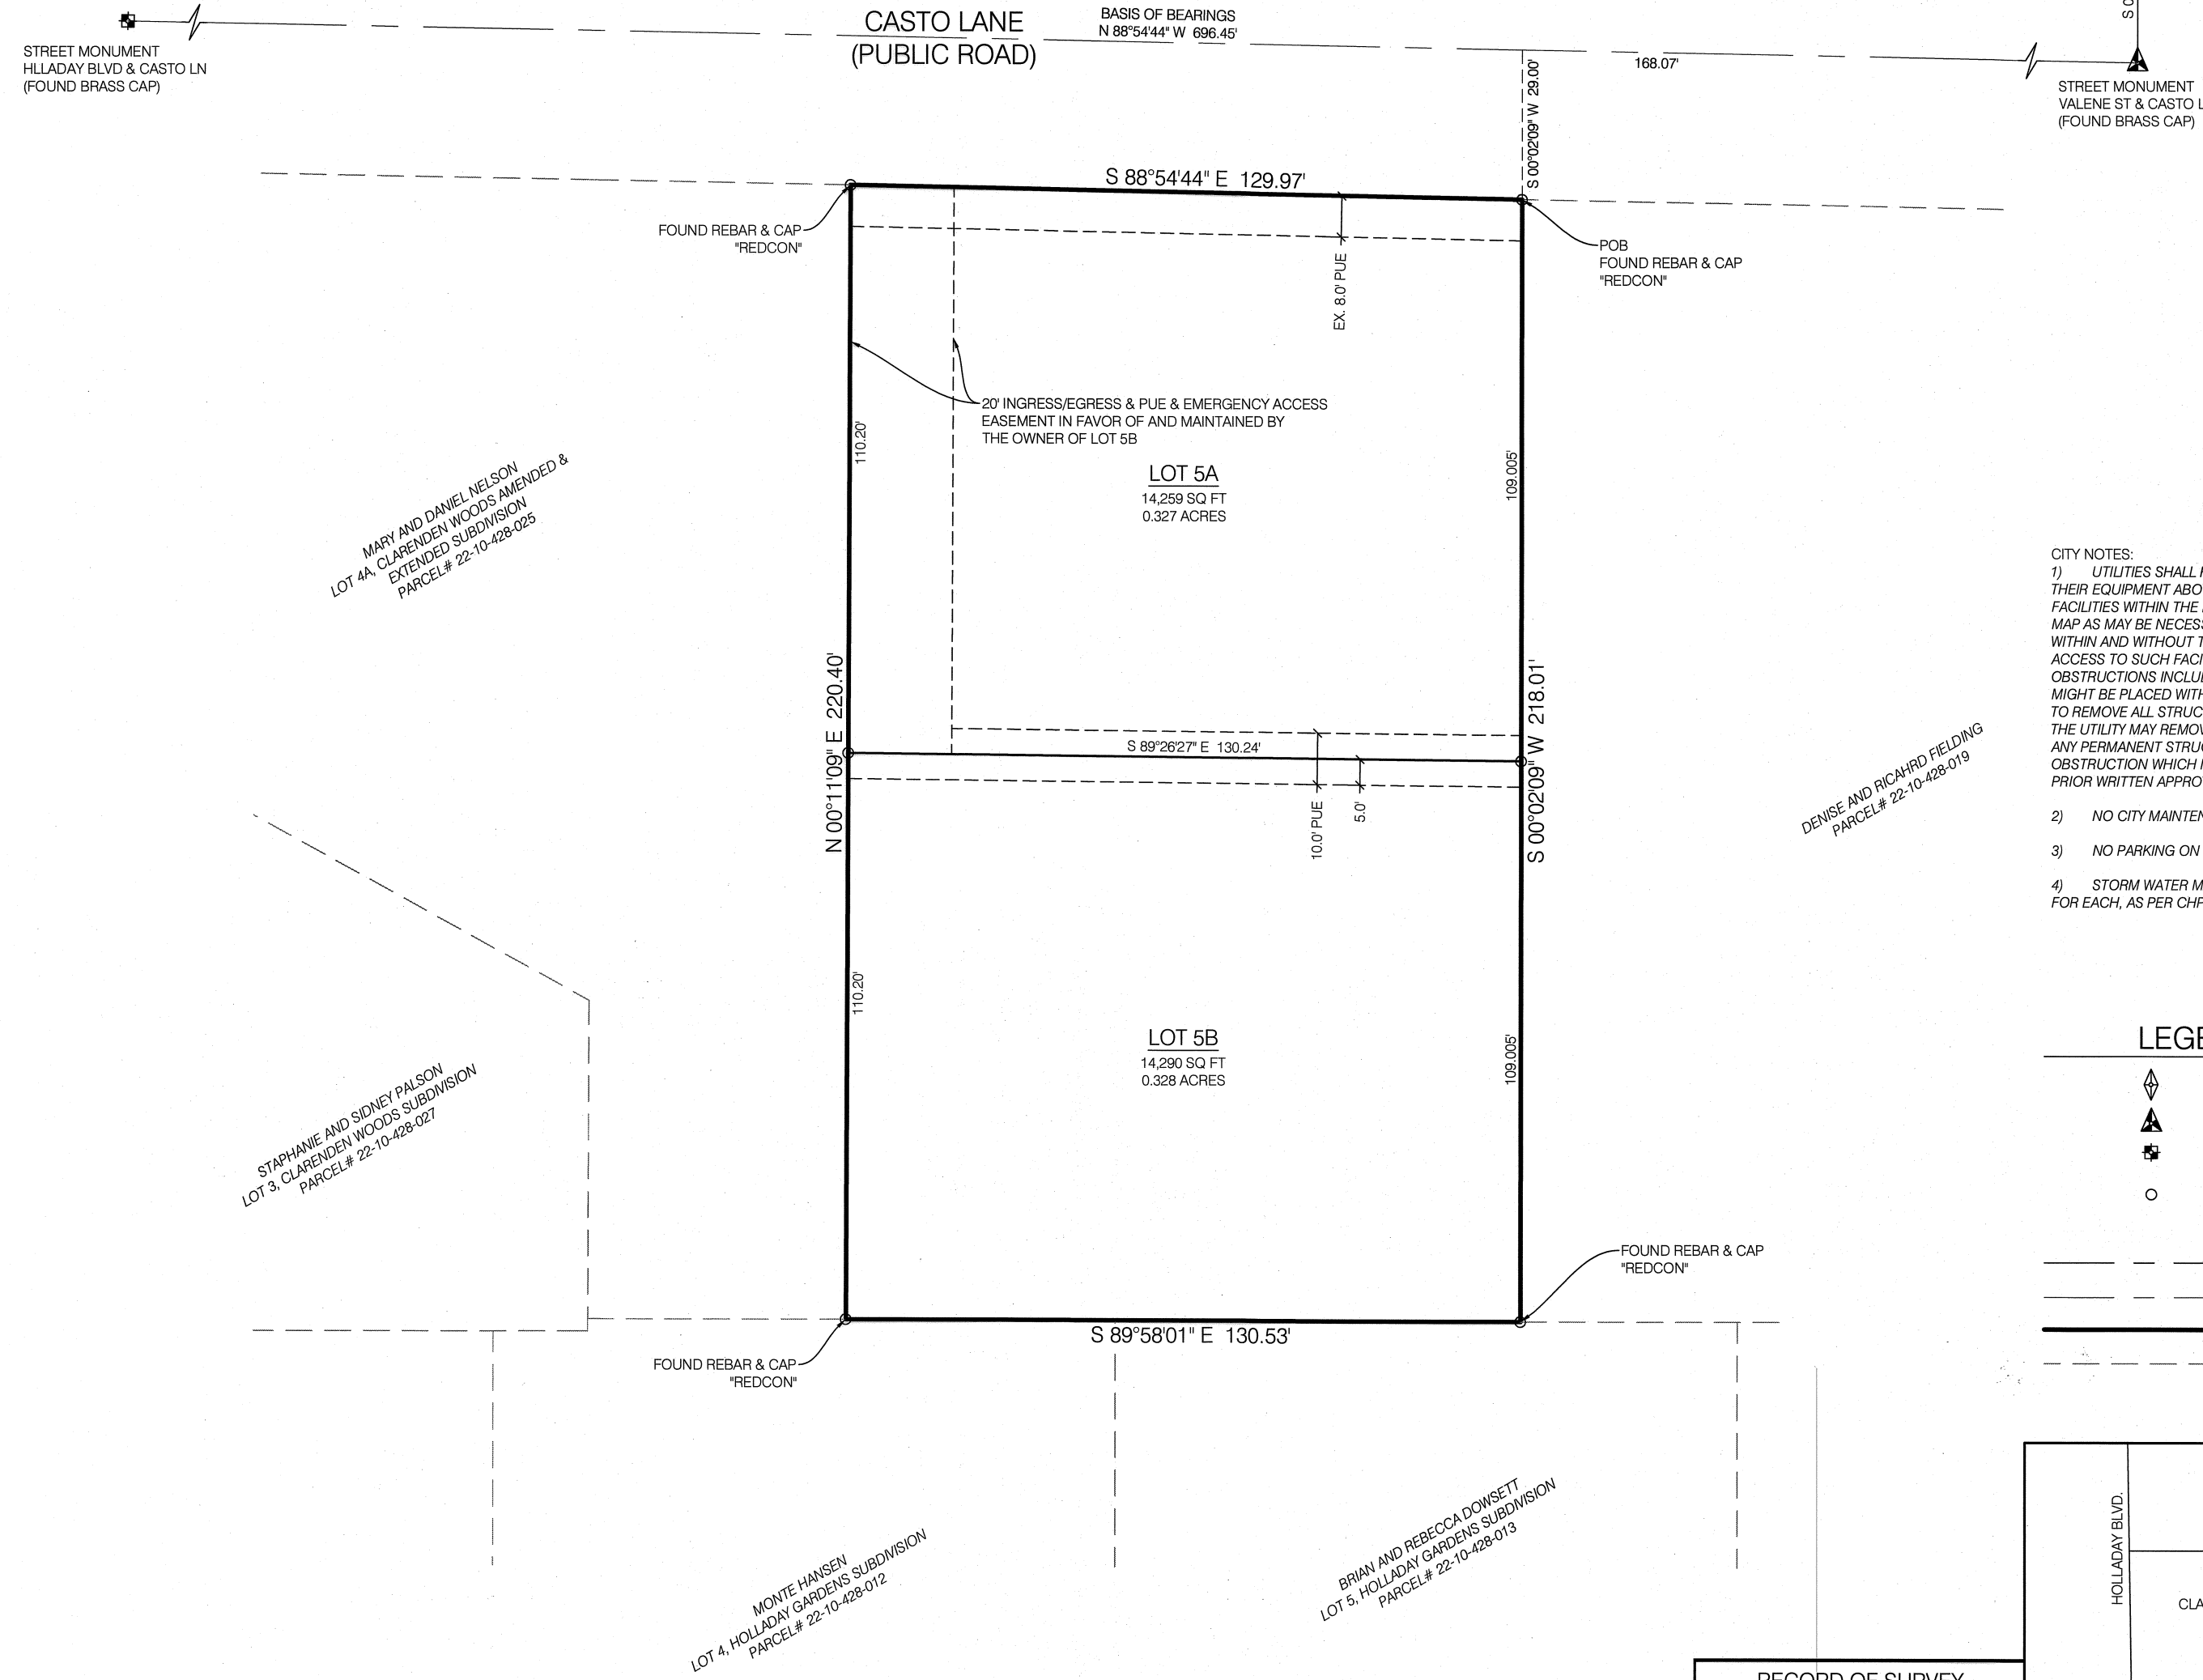 CASTO LANE
(PUBLIC ROAD)
BASIS OF BEARINGS
N 88°54'44" W  696.45'
STREET MONUMENT
HLLADAY BLVD & CASTO LN
(FOUND BRASS CAP)
168.07'
S 00°02'09" W  29.00'
STREET MONUMENT
VALENE ST & CASTO L
(FOUND BRASS CAP)
S 88°54'44" E  129.97'
FOUND REBAR & CAP
"REDCON"
POB
FOUND REBAR & CAP
"REDCON"
EX. 8.0' PUE
20' INGRESS/EGRESS & PUE & EMERGENCY ACCESS
EASEMENT IN FAVOR OF AND MAINTAINED BY
THE OWNER OF LOT 5B
110.20'
109.005'
LOT 5A
14,259 SQ FT
0.327 ACRES
MARY AND DANIEL NELSON
LOT 4A, CLARENDEN WOODS AMENDED &
EXTENDED SUBDIVISION
PARCEL# 22-10-428-025
N 00°11'09" E  220.40'
S 00°02'09" W  218.01'
S 89°26'27" E  130.24'
10.0' PUE
5.0'
DENISE AND RICAHRD FIELDING
PARCEL# 22-10-428-019
CITY NOTES:
1) UTILITIES SHALL
THEIR EQUIPMENT ABO
FACILITIES WITHIN THE
MAP AS MAY BE NECES
WITHIN AND WITHOUT T
ACCESS TO SUCH FACI
OBSTRUCTIONS INCLU
MIGHT BE PLACED WITH
TO REMOVE ALL STRUC
THE UTILITY MAY REMOV
ANY PERMANENT STRU
OBSTRUCTION WHICH
PRIOR WRITTEN APPRO
2) NO CITY MAINTEN
3) NO PARKING ON
4) STORM WATER M
FOR EACH, AS PER CHP
110.20'
109.005'
LOT 5B
14,290 SQ FT
0.328 ACRES
STAPHANIE AND SIDNEY PALSON
LOT 3, CLARENDEN WOODS SUBDIVISION
PARCEL# 22-10-428-027
LEGE
FOUND REBAR & CAP
"REDCON"
S 89°58'01" E  130.53'
FOUND REBAR & CAP
"REDCON"
MONTE HANSEN
LOT 4, HOLLADAY GARDENS SUBDIVISION
PARCEL# 22-10-428-012
BRIAN AND REBECCA DOWSETT
LOT 5, HOLLADAY GARDENS SUBDIVISION
PARCEL# 22-10-428-013
HOLLADAY BLVD.
CLA
RECORD OF SURVEY